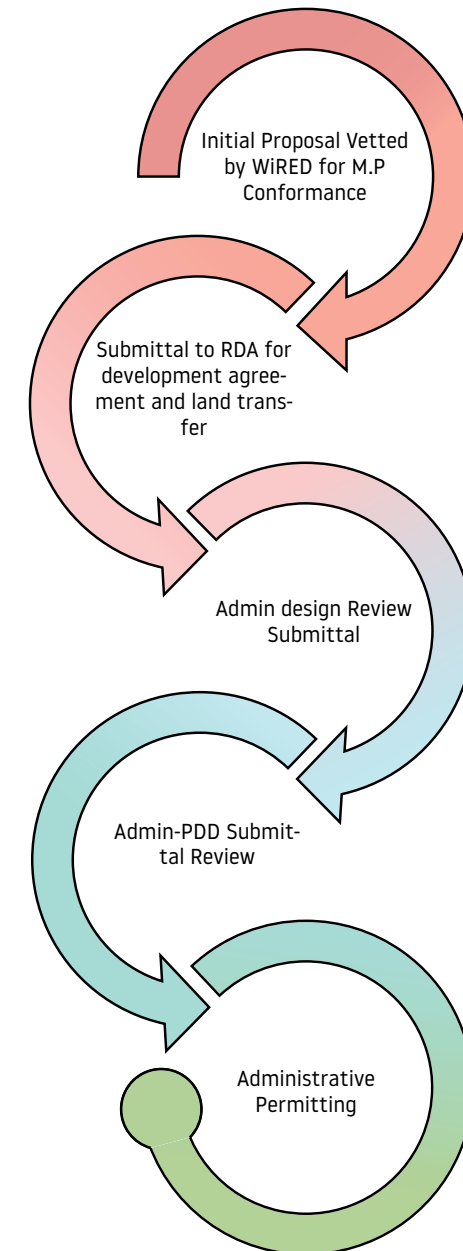 Initial Proposal Vetted
by WiRED for M.P
Conformance
Submittal to RDA for
development agree-
ment and land trans-
fer
Admin design Review
Submittal
Admin-PDD Submit-
tal Review
Administrative
Permitting